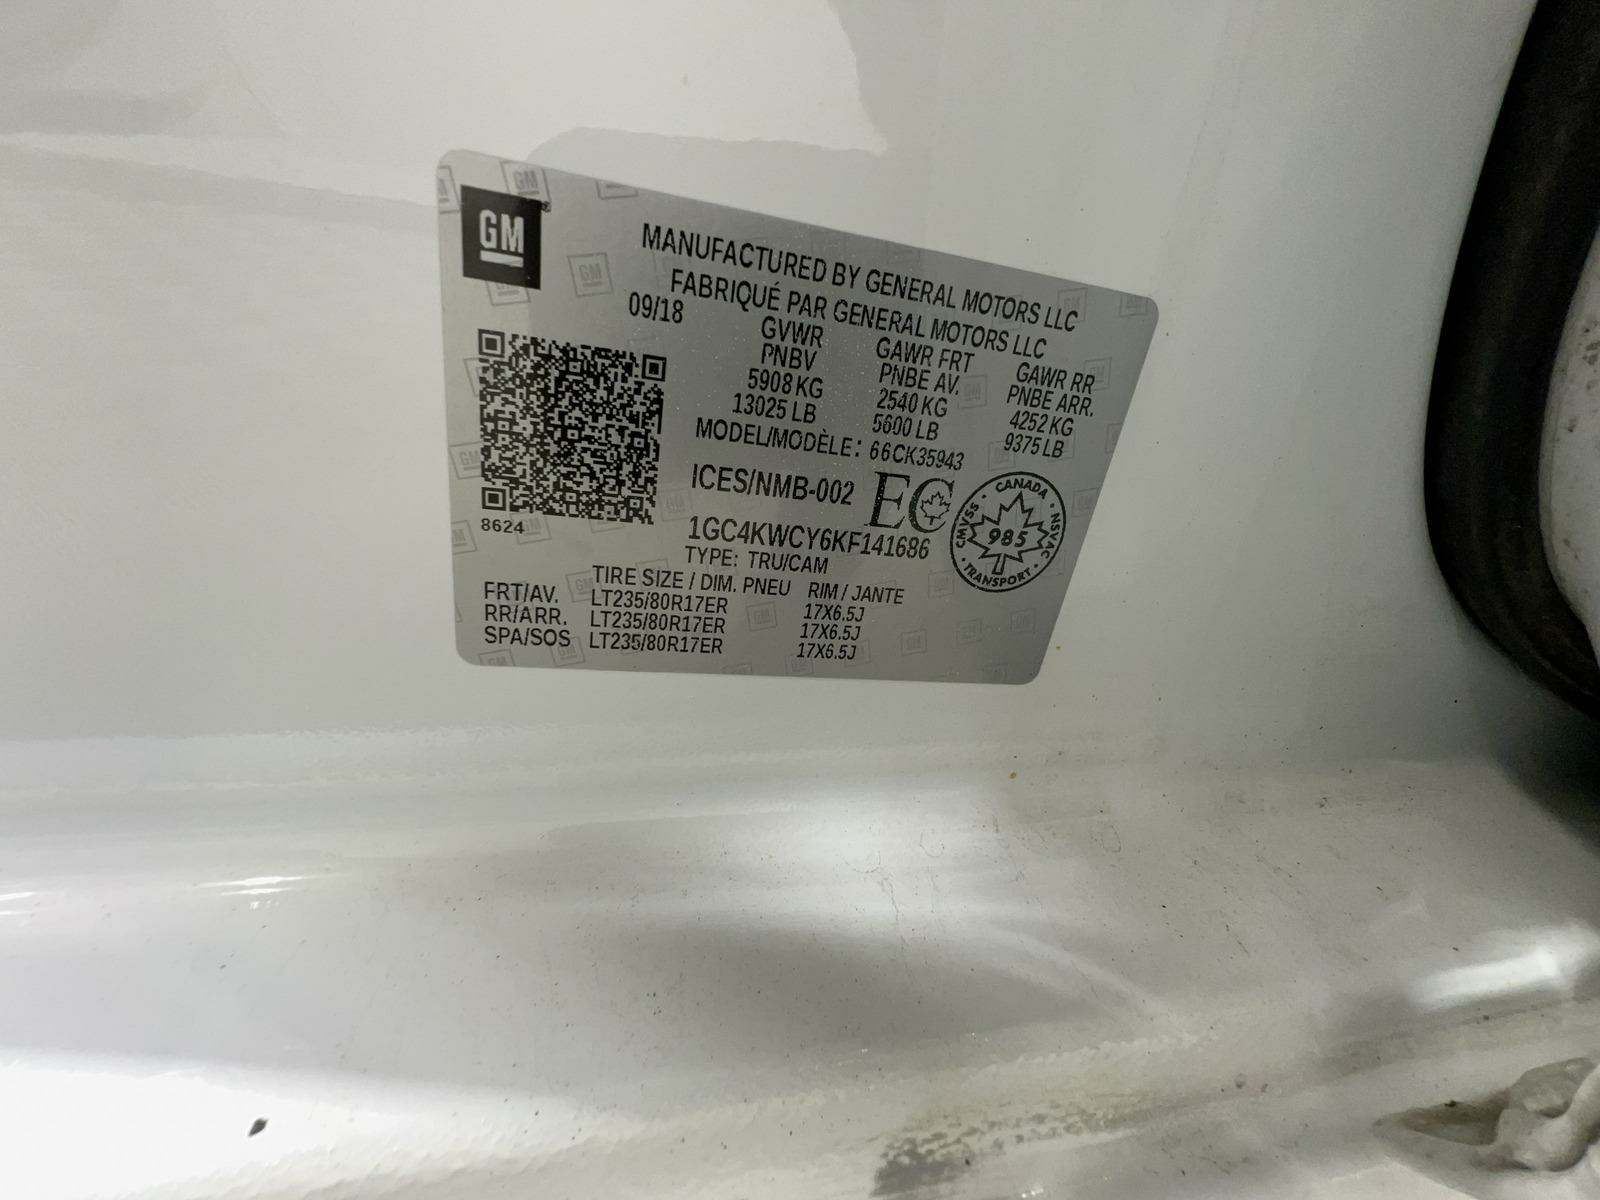 GM
MANUFACTURED BY GENERAL MOTORS LLC
FABRIQUÉ PAR GENERAL MOTORS LLC
09/18
GVWR GAWR FRT GAWR RR
PNBV PNBE AV. PNBE ARR.
5908 KG 2540 KG 4252 KG
13025 LB 5600 LB 9375 LB
MODEL/MODÈLE: 66CK35943
ICES/NMB-002 EC
CANADA
CMVSS 985 NSVAC
TRANSPORT
8624
1GC4KWCY6KF141686
TYPE: TRU/CAM
TIRE SIZE / DIM. PNEU RIM / JANTE
FRT/AV. LT235/80R17ER 17X6.5J
RR/ARR. LT235/80R17ER 17X6.5J
SPA/SOS LT235/80R17ER 17X6.5J